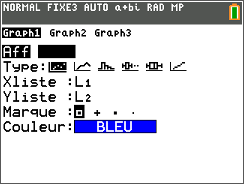 NORMAL FIXE3 AUTO a+bi RAD MP
Graph1 Graph2 Graph3
Aff
Type:
Xliste :L1
Yliste :L2
Marque :
Couleur: BLEU